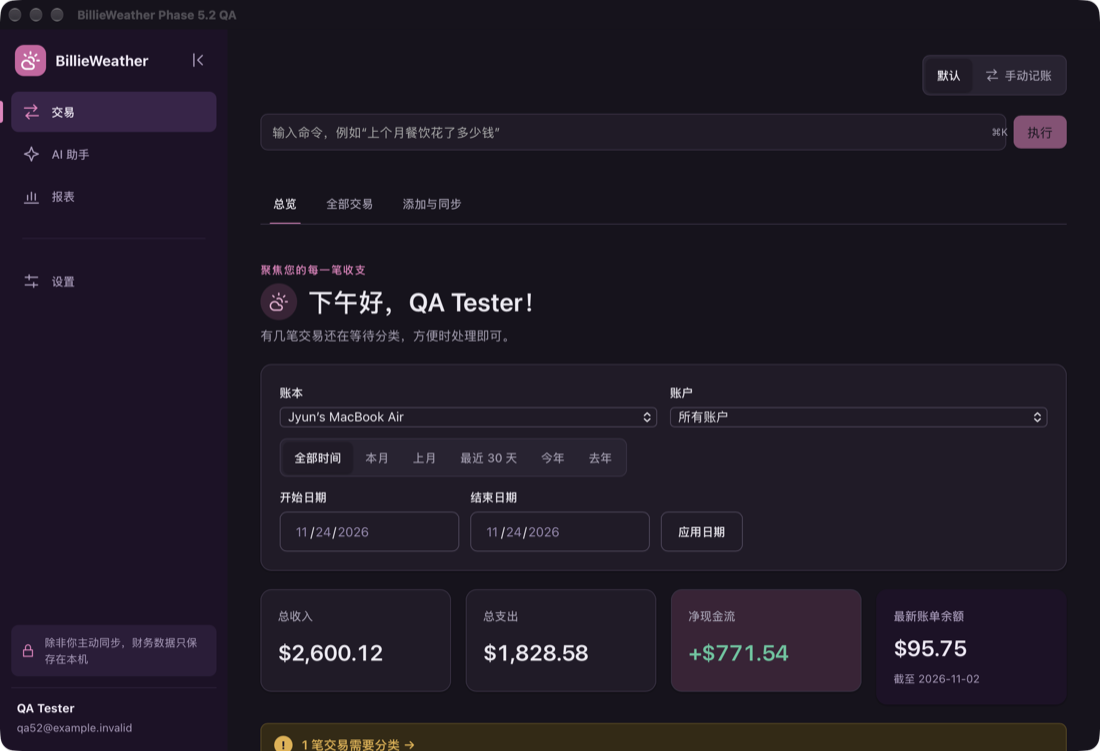 BillieWeather Phase 5.2 QA
BillieWeather
交易
AI 助手
报表
设置
除非你主动同步，财务数据只保
存在本机
QA Tester
qa52@example.invalid
默认
手动记账
输入命令，例如“上个月餐饮花了多少钱”
⌘K
执行
总览
全部交易
添加与同步
聚焦您的每一笔收支
下午好，QA Tester！
有几笔交易还在等待分类，方便时处理即可。
账本
账户
Jyun’s MacBook Air
所有账户
全部时间
本月
上月
最近 30 天
今年
去年
开始日期
结束日期
11/24/2026
11/24/2026
应用日期
总收入
$2,600.12
总支出
$1,828.58
净现金流
+$771.54
最新账单余额
$95.75
截至 2026-11-02
1 笔交易需要分类 →